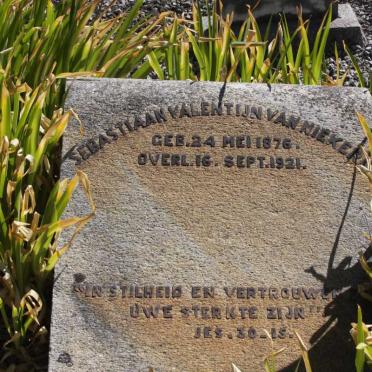 SEBASTIAAN VALENTIJN VAN NIEKERK
GEB. 24 MEI 1876.
OVERL. 16. SEPT. 1921.
"IN STILHEID EN VERTROUWEN
UWE STERKTE ZIJN"
JES. 30.15.